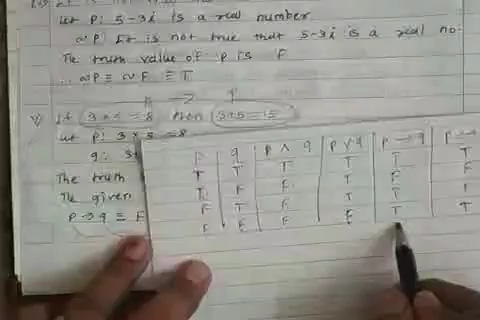 let P: 5-3i is a real number
∾P: It is not true that 5-3i is a real no.
The truth value of P is F
∴ ∾P ≡ ∾F ≡ T
F → T
v) If 3×5=8 then 3×5=15
let P: 3×5=8
q: 3×
The truth
The given
P→q ≡ F
P q P∧q P∨q P→q P
T T T T T T
T F F T F F
F T F T T F
F F F F T T